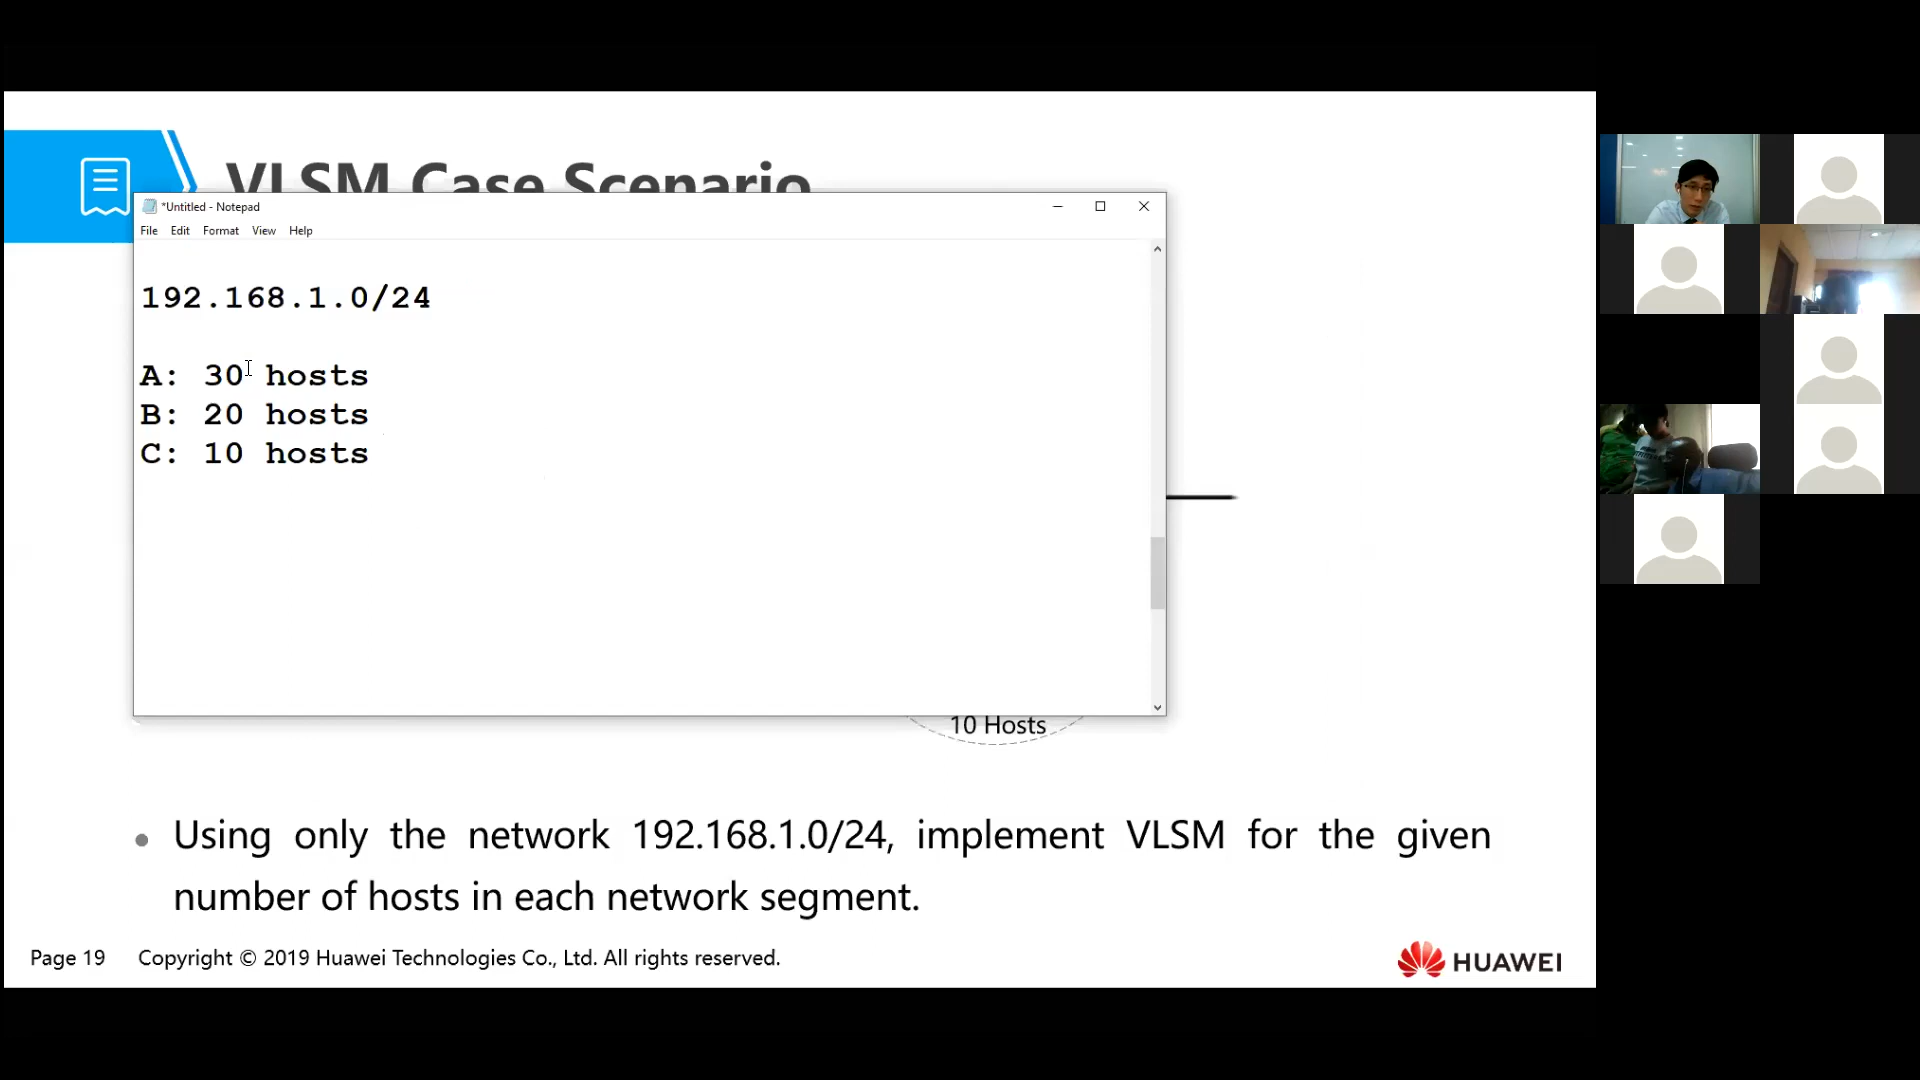 VLSM Case Scenario
*Untitled - Notepad
File Edit Format View Help
192.168.1.0/24
A: 30 hosts
B: 20 hosts
C: 10 hosts
10 Hosts
Using only the network 192.168.1.0/24, implement VLSM for the given
number of hosts in each network segment.
Page 19 Copyright © 2019 Huawei Technologies Co., Ltd. All rights reserved.
HUAWEI